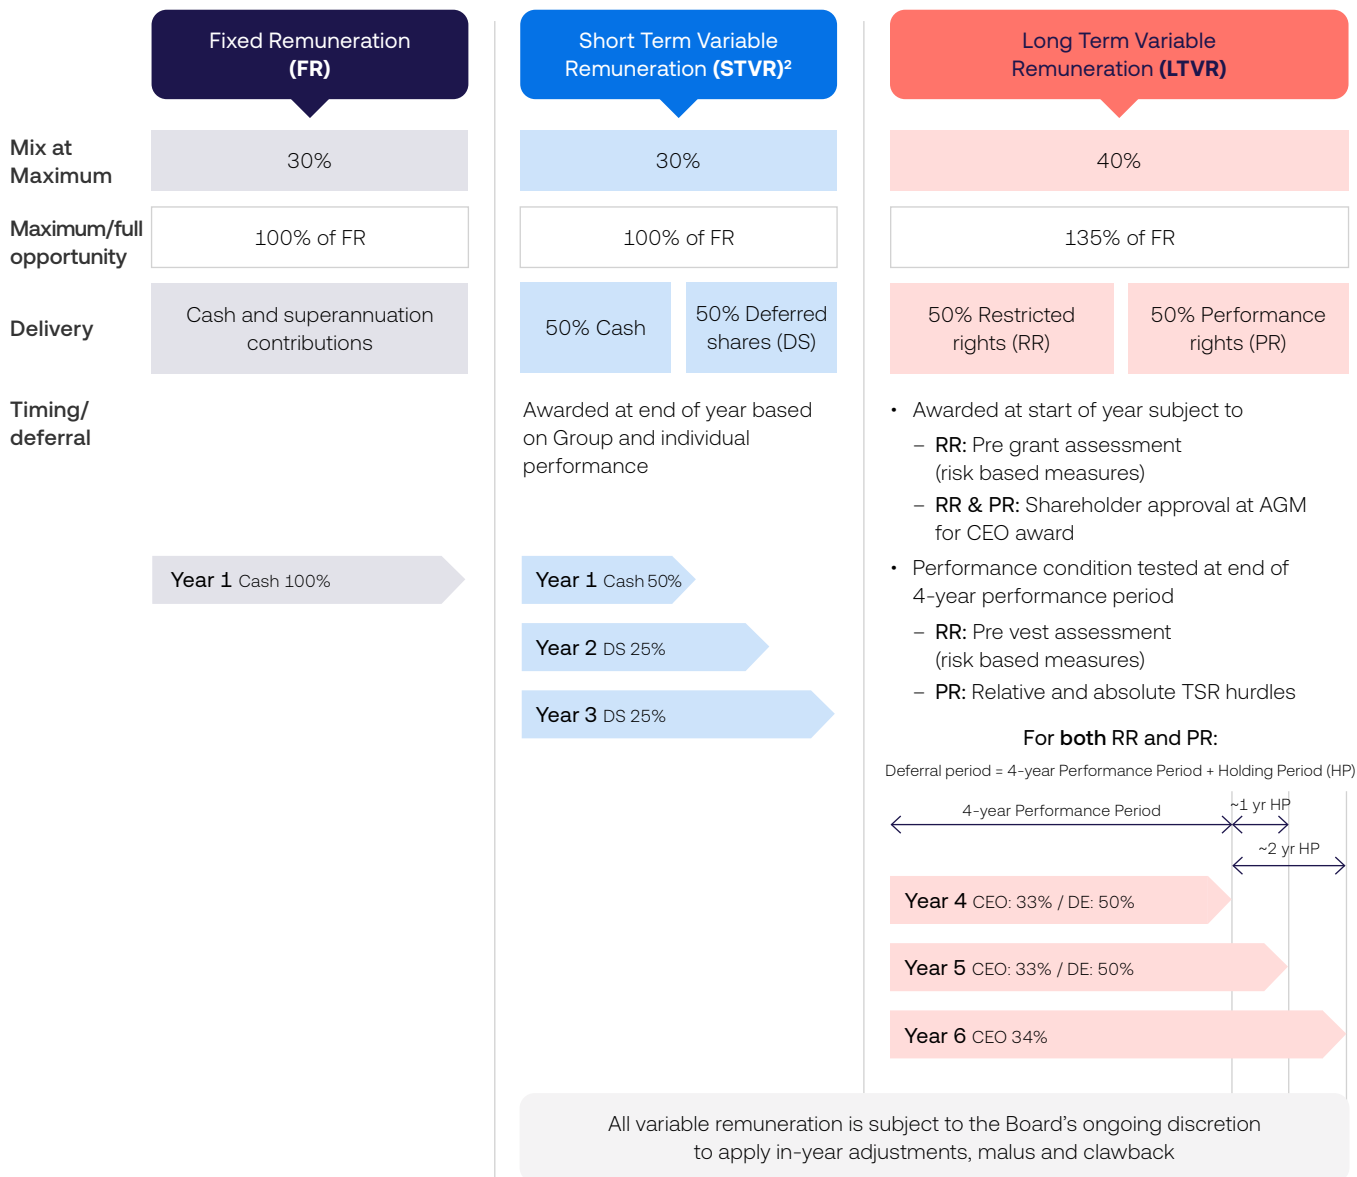 Fixed Remuneration
(FR)
Short Term Variable
Remuneration (STVR)²
Long Term Variable
Remuneration (LTVR)
Mix at
Maximum
30%
30%
40%
Maximum/full
opportunity
100% of FR
100% of FR
135% of FR
Delivery
Cash and superannuation
contributions
50% Cash
50% Deferred
shares (DS)
50% Restricted
rights (RR)
50% Performance
rights (PR)
Timing/
deferral
Year 1 Cash 100%
Awarded at end of year based
on Group and individual
performance
Year 1 Cash 50%
Year 2 DS 25%
Year 3 DS 25%
• Awarded at start of year subject to
– RR: Pre grant assessment
(risk based measures)
– RR & PR: Shareholder approval at AGM
for CEO award
• Performance condition tested at end of
4-year performance period
– RR: Pre vest assessment
(risk based measures)
– PR: Relative and absolute TSR hurdles
For both RR and PR:
Deferral period = 4-year Performance Period + Holding Period (HP)
4-year Performance Period
~1 yr HP
~2 yr HP
Year 4 CEO: 33% / DE: 50%
Year 5 CEO: 33% / DE: 50%
Year 6 CEO 34%
All variable remuneration is subject to the Board's ongoing discretion
to apply in-year adjustments, malus and clawback